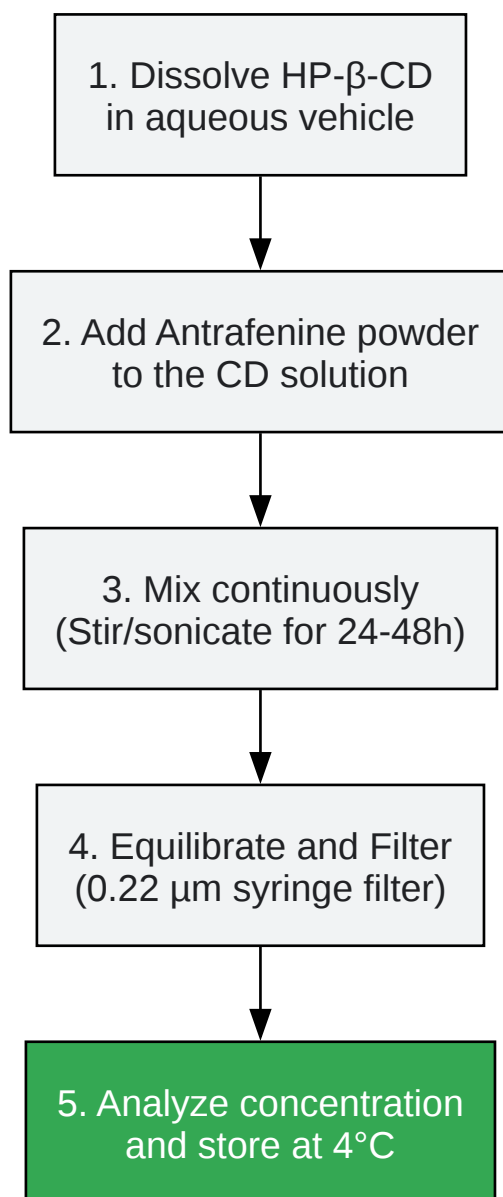 1. Dissolve HP-β-CD
in aqueous vehicle
2. Add Antrafenine powder
to the CD solution
3. Mix continuously
(Stir/sonicate for 24-48h)
4. Equilibrate and Filter
(0.22 µm syringe filter)
5. Analyze concentration
and store at 4°C